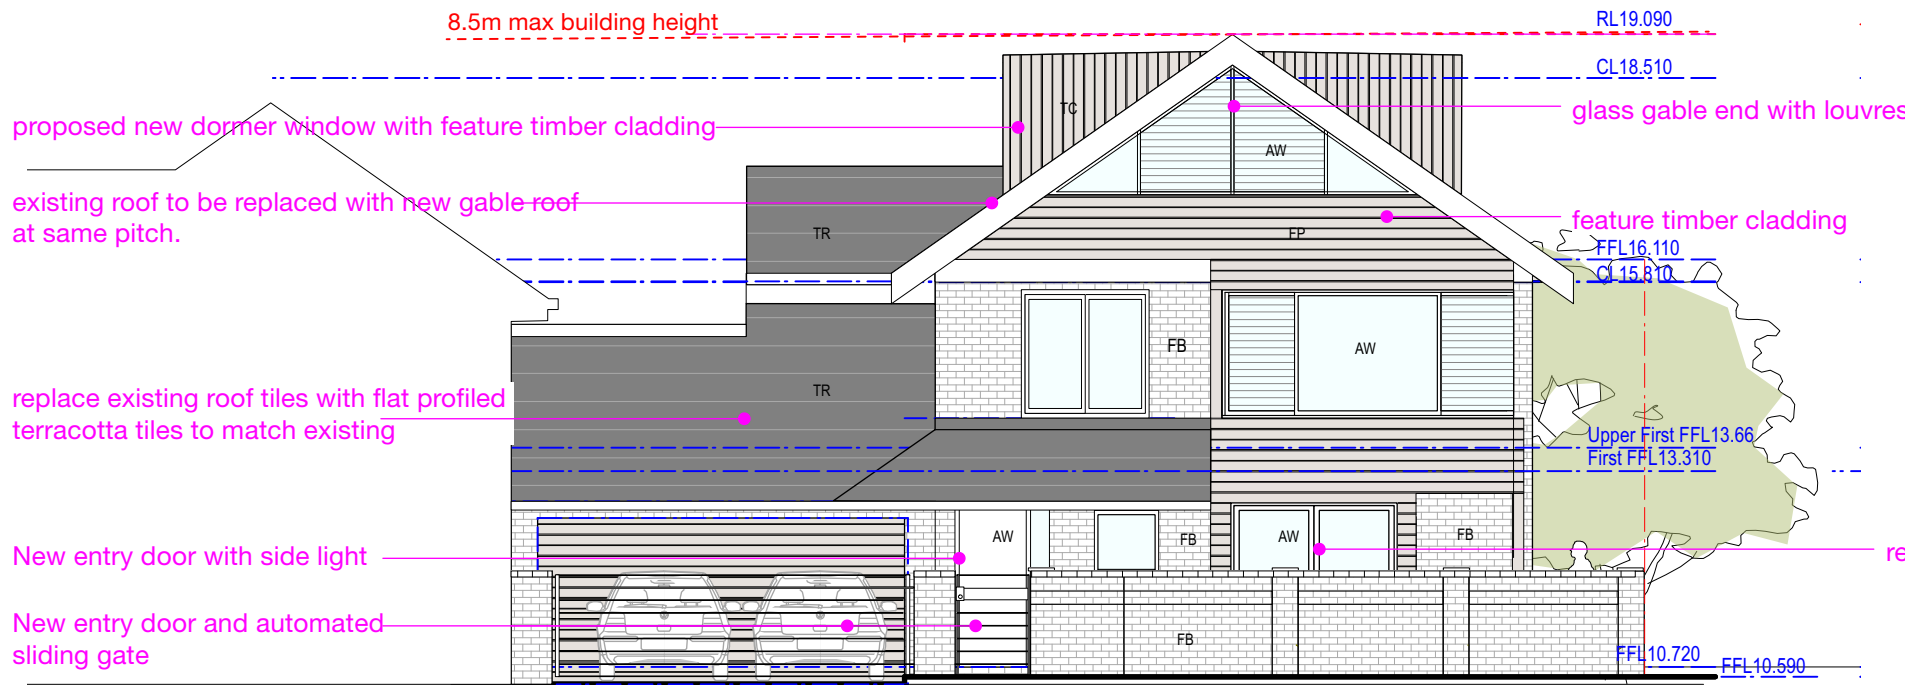 8.5m max building height
RL19.090
CL18.510
glass gable end with louvres
TC
proposed new dormer window with feature timber cladding
AW
existing roof to be replaced with new gable roof
at same pitch.
feature timber cladding
TR
FP
FFL16.110
CL15.810
FB
AW
TR
replace existing roof tiles with flat profiled
terracotta tiles to match existing
Upper First FFL13.66
First FFL13.310
New entry door with side light
AW
FB
AW
FB
re
New entry door and automated
sliding gate
FB
FFL10.720
FFL10.590